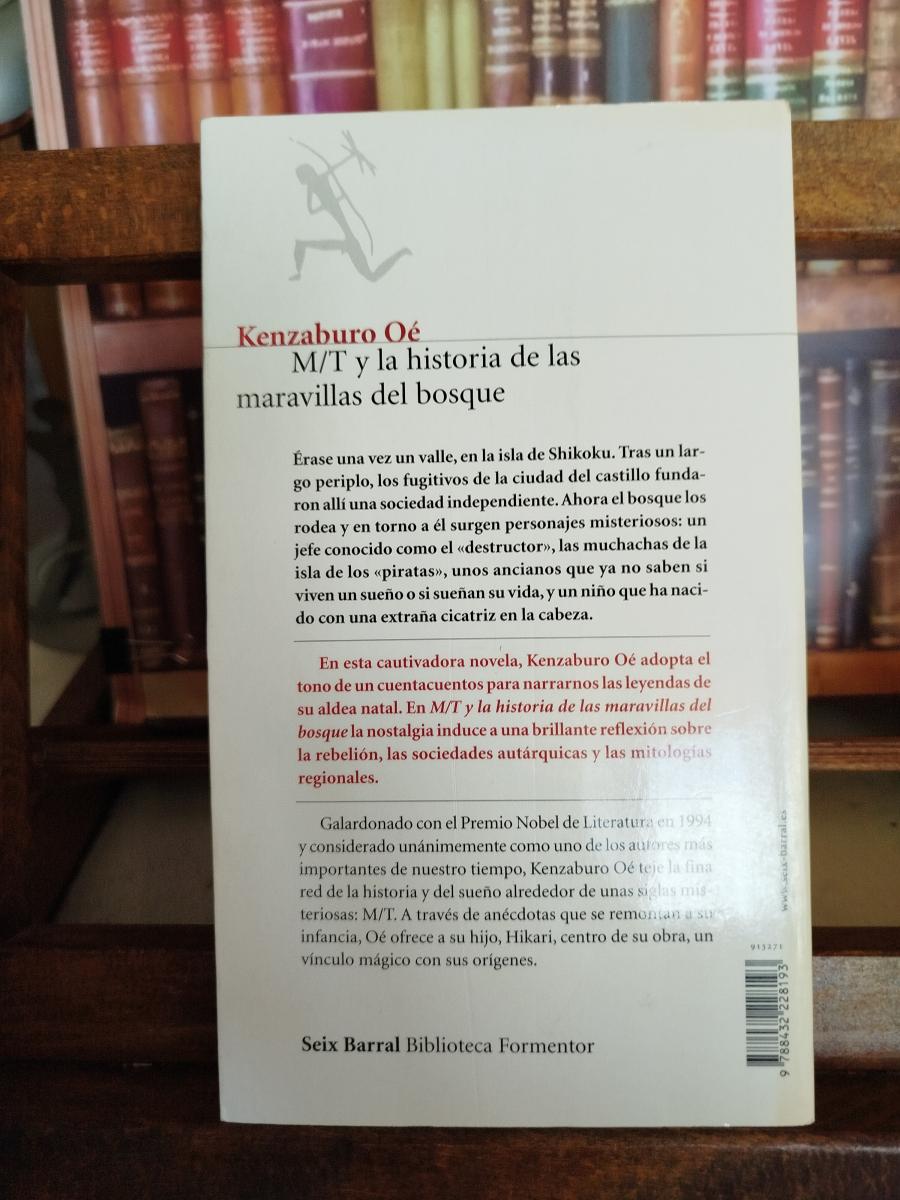 Kenzaburo Oé
M/T y la historia de las
maravillas del bosque
Érase una vez un valle, en la isla de Shikoku. Tras un lar-
go periplo, los fugitivos de la ciudad del castillo funda-
ron allí una sociedad independiente. Ahora el bosque los
rodea y en torno a él surgen personajes misteriosos: un
jefe conocido como el «destructor», las muchachas de la
isla de los «piratas», unos ancianos que ya no saben si
viven un sueño o si sueñan su vida, y un niño que ha naci-
do con una extraña cicatriz en la cabeza.
En esta cautivadora novela, Kenzaburo Oé adopta el
tono de un cuentacuentos para narrarnos las leyendas de
su aldea natal. En M/T y la historia de las maravillas del
bosque la nostalgia induce a una brillante reflexión sobre
la rebelión, las sociedades autárquicas y las mitologías
regionales.
Galardonado con el Premio Nobel de Literatura en 1994
y considerado unánimemente como uno de los autores más
importantes de nuestro tiempo, Kenzaburo Oé teje la fina
red de la historia y del sueño alrededor de unas siglas mis-
teriosas: M/T. A través de anécdotas que se remontan a su
infancia, Oé ofrece a su hijo, Hikari, centro de su obra, un
vínculo mágico con sus orígenes.
Seix Barral Biblioteca Formentor
www.seix-barral.es
913271
9 788432 228193